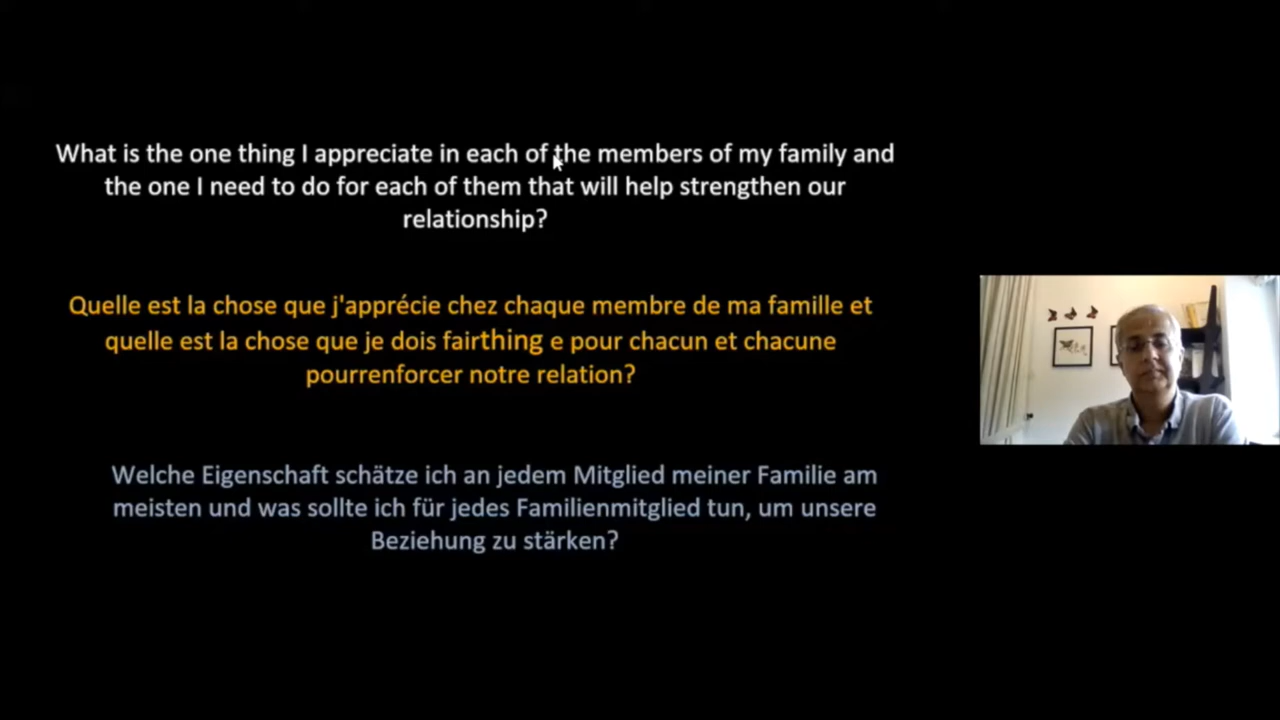 What is the one thing I appreciate in each of the members of my family and
the one I need to do for each of them that will help strengthen our
relationship?
Quelle est la chose que j'apprécie chez chaque membre de ma famille et
quelle est la chose que je dois fairthing e pour chacun et chacune
pourrenforcer notre relation?
Welche Eigenschaft schätze ich an jedem Mitglied meiner Familie am
meisten und was sollte ich für jedes Familienmitglied tun, um unsere
Beziehung zu stärken?